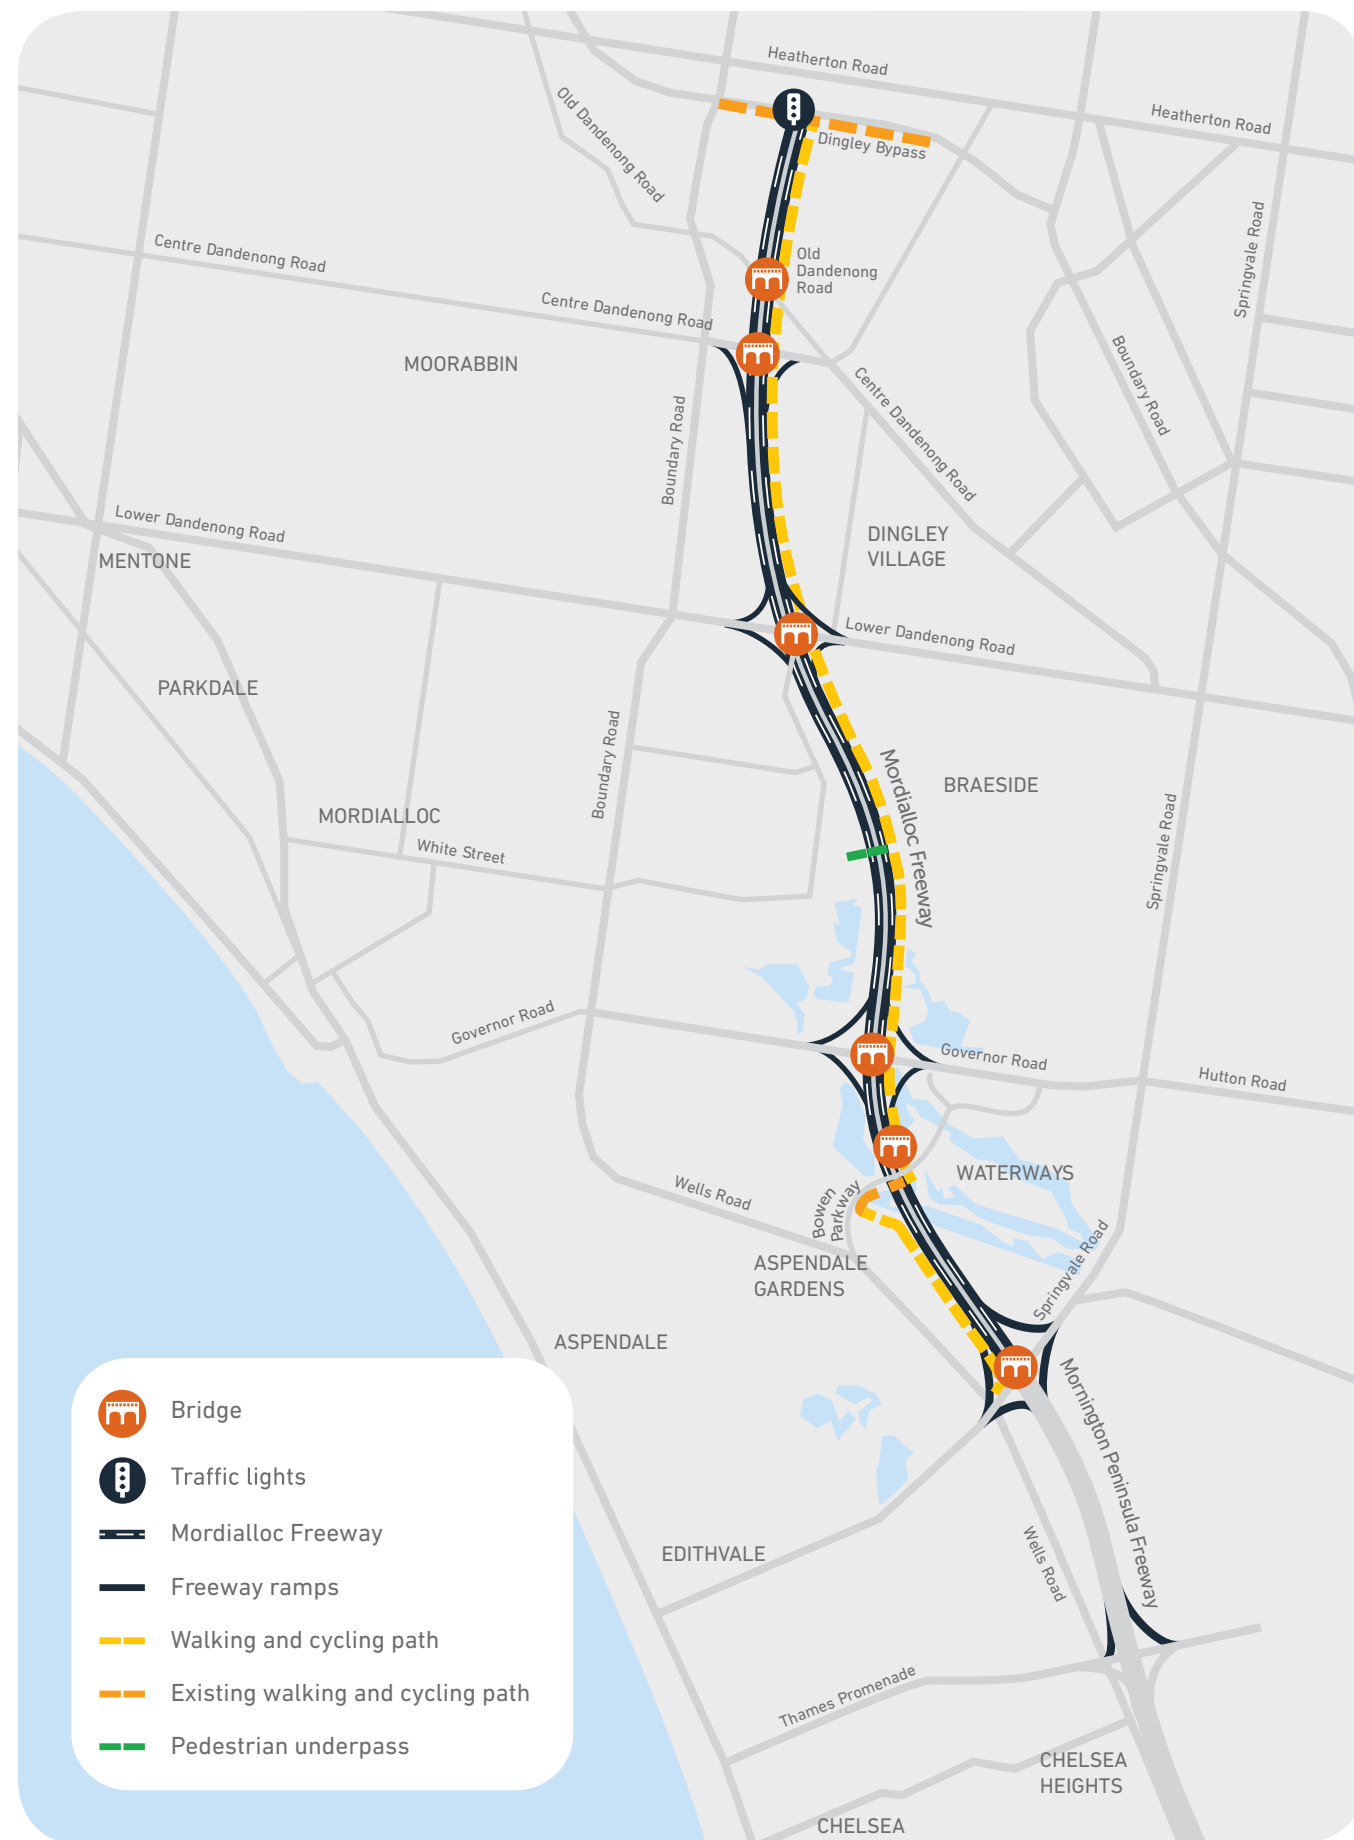 Heatherton Road
Heatherton Road
Old Dandenong Road
Dingley Bypass
Springvale Road
Old
Dandenong
Road
Centre Dandenong Road
Centre Dandenong Road
MOORABBIN
Boundary Road
Centre Dandenong Road
Boundary Road
Lower Dandenong Road
MENTONE
DINGLEY
VILLAGE
Lower Dandenong Road
PARKDALE
Boundary Road
Mordialloc Freeway
BRAESIDE
MORDIALLOC
White Street
Springvale Road
Governor Road
Governor Road
Hutton Road
WATERWAYS
Wells Road
Bowen
Parkway
ASPENDALE
GARDENS
Springvale Road
ASPENDALE
Mornington Peninsula Freeway
Bridge
Traffic lights
Mordialloc Freeway
Freeway ramps
Walking and cycling path
Existing walking and cycling path
Pedestrian underpass
EDITHVALE
Wells Road
Thames Promenade
CHELSEA
HEIGHTS
CHELSEA